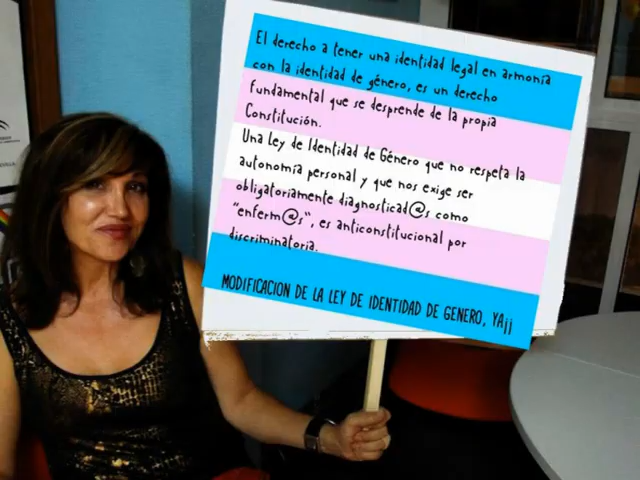 El derecho a tener una identidad legal en armonía
con la identidad de género, es un derecho
fundamental que se desprende de la propia
Constitución.
Una Ley de Identidad de Género que no respeta la
autonomía personal y que nos exige ser
obligatoriamente diagnosticad@s como
"enferm@s", es anticonstitucional por
discriminatoria.
MODIFICACION DE LA LEY DE IDENTIDAD DE GENERO, YA¡¡